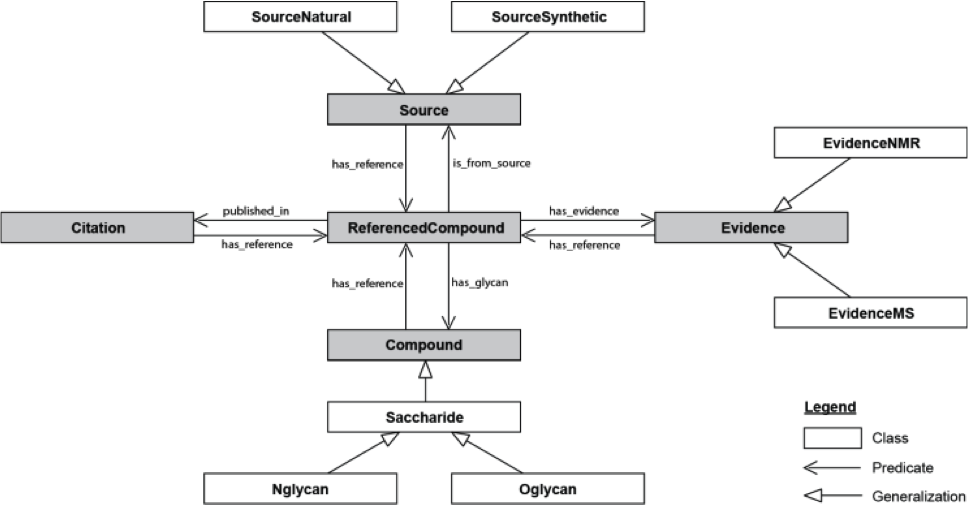 SourceNatural
SourceSynthetic
Source
has_reference
is_from_source
EvidenceNMR
Citation
published_in
has_reference
ReferencedCompound
has_evidence
has_reference
Evidence
has_reference
has_glycan
EvidenceMS
Compound
Saccharide
Nglycan
Oglycan
Legend
Class
Predicate
Generalization